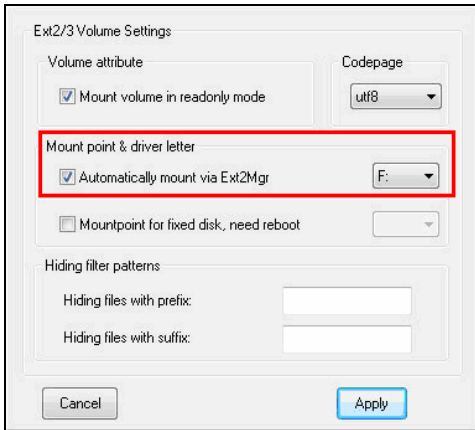 Ext2/3 Volume Settings
Volume attribute
Codepage
Mount volume in readonly mode
utf8
Mount point & driver letter
Automatically mount via Ext2Mgr
F:
Mountpoint for fixed disk, need reboot
Hiding filter patterns
Hiding files with prefix:
Hiding files with suffix:
Cancel
Apply